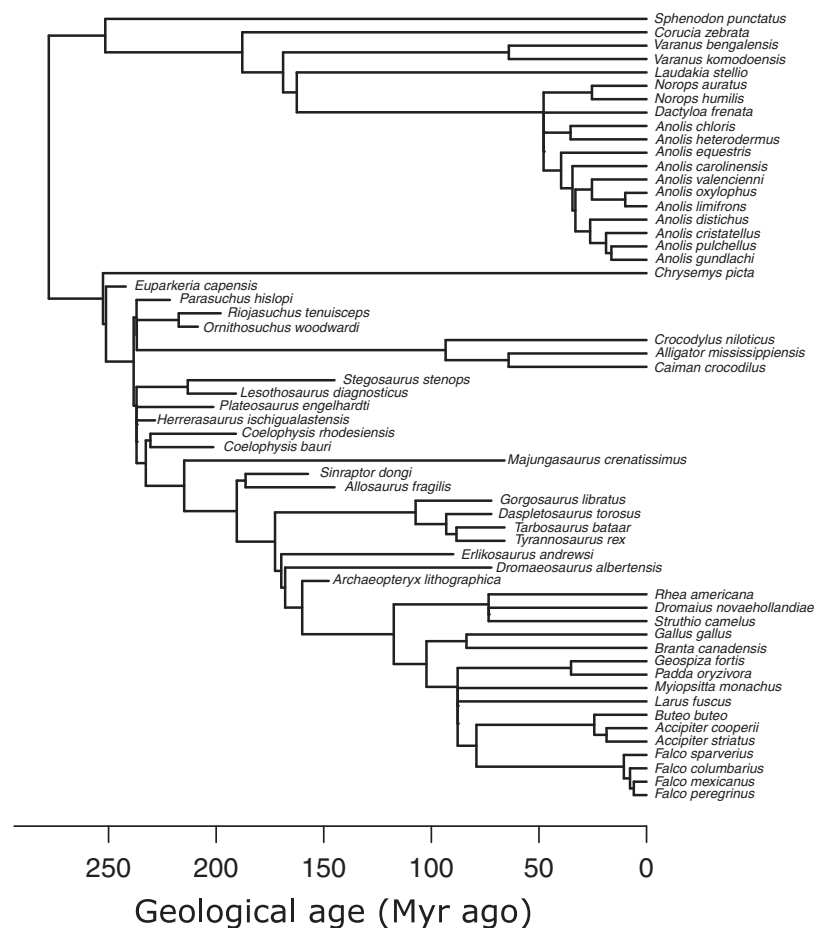 Sphenodon punctatus
Corucia zebrata
Varanus bengalensis
Varanus komodoensis
Laudakia stellio
Norops auratus
Norops humilis
Dactyloa frenata
Anolis chloris
Anolis heterodermus
Anolis equestris
Anolis carolinensis
Anolis valencienni
Anolis oxylophus
Anolis limifrons
Anolis distichus
Anolis cristatellus
Anolis pulchellus
Anolis gundlachi
Chrysemys picta
Euparkeria capensis
Parasuchus hislopi
Riojasuchus tenuisceps
Ornithosuchus woodwardi
Crocodylus niloticus
Alligator mississippiensis
Caiman crocodilus
Stegosaurus stenops
Lesothosaurus diagnosticus
Plateosaurus engelhardti
Herrerasaurus ischigualastensis
Coelophysis rhodesiensis
Coelophysis bauri
Majungasaurus crenatissimus
Sinraptor dongi
Allosaurus fragilis
Gorgosaurus libratus
Daspletosaurus torosus
Tarbosaurus bataar
Tyrannosaurus rex
Erlikosaurus andrewsi
Dromaeosaurus albertensis
Archaeopteryx lithographica
Rhea americana
Dromaius novaehollandiae
Struthio camelus
Gallus gallus
Branta canadensis
Geospiza fortis
Padda oryzivora
Myiopsitta monachus
Larus fuscus
Buteo buteo
Accipiter cooperii
Accipiter striatus
Falco sparverius
Falco columbarius
Falco mexicanus
Falco peregrinus
250 200 150 100 50 0
Geological age (Myr ago)